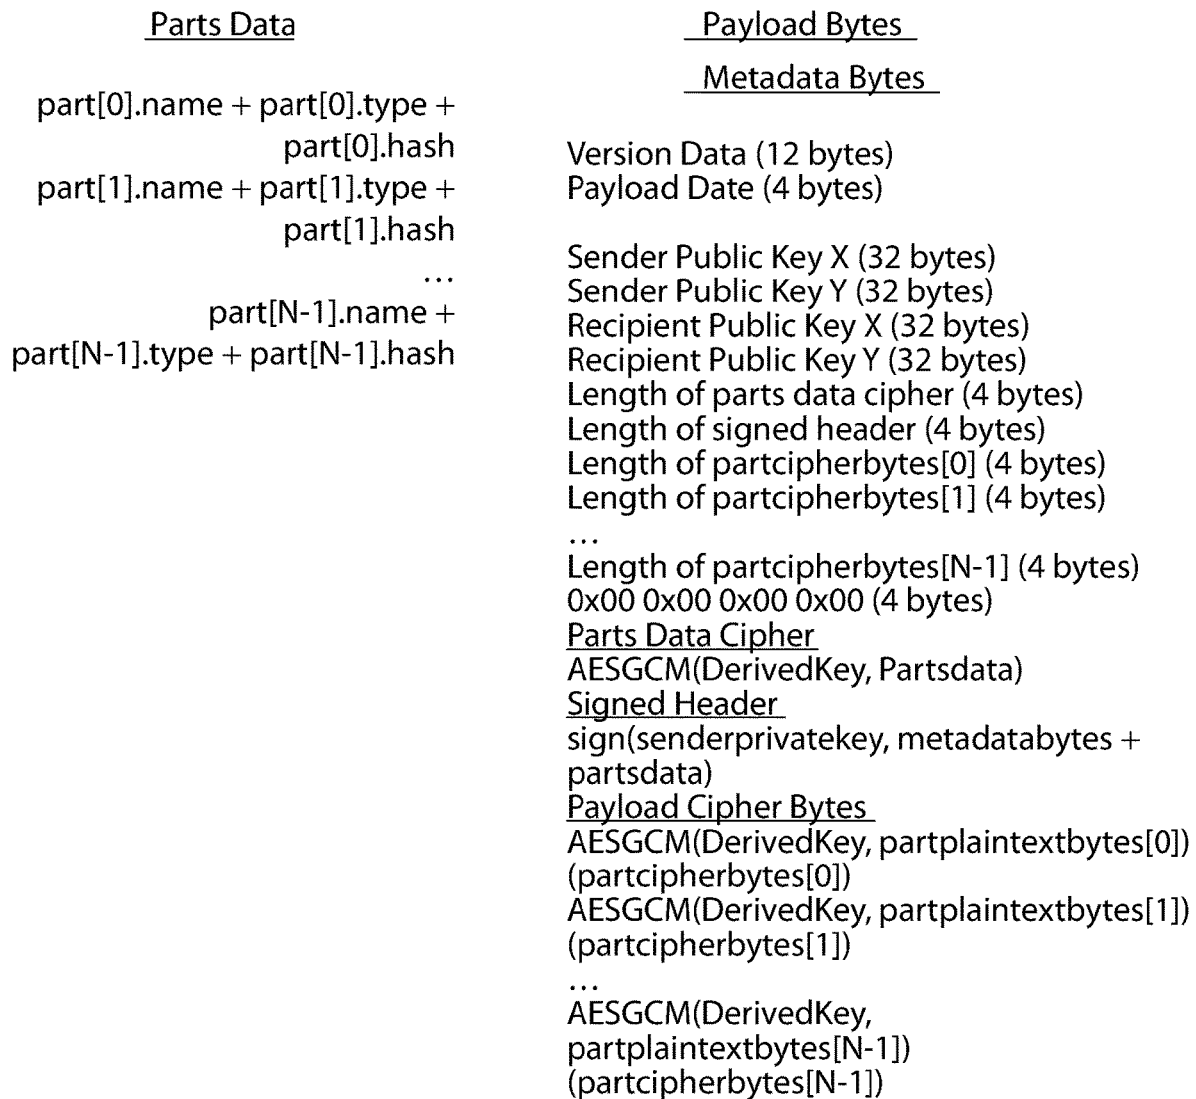 Parts Data
part[0].name + part[0].type +
part[0].hash
part[1].name + part[1].type +
part[1].hash
...
part[N-1].name +
part[N-1].type + part[N-1].hash
Payload Bytes
Metadata Bytes
Version Data (12 bytes)
Payload Date (4 bytes)
Sender Public Key X (32 bytes)
Sender Public Key Y (32 bytes)
Recipient Public Key X (32 bytes)
Recipient Public Key Y (32 bytes)
Length of parts data cipher (4 bytes)
Length of signed header (4 bytes)
Length of partcipherbytes[0] (4 bytes)
Length of partcipherbytes[1] (4 bytes)
...
Length of partcipherbytes[N-1] (4 bytes)
0x00 0x00 0x00 0x00 (4 bytes)
Parts Data Cipher
AESGCM(DerivedKey, Partsdata)
Signed Header
sign(senderprivatekey, metadatabytes +
partsdata)
Payload Cipher Bytes
AESGCM(DerivedKey, partplaintextbytes[0])
(partcipherbytes[0])
AESGCM(DerivedKey, partplaintextbytes[1])
(partcipherbytes[1])
...
AESGCM(DerivedKey,
partplaintextbytes[N-1])
(partcipherbytes[N-1])